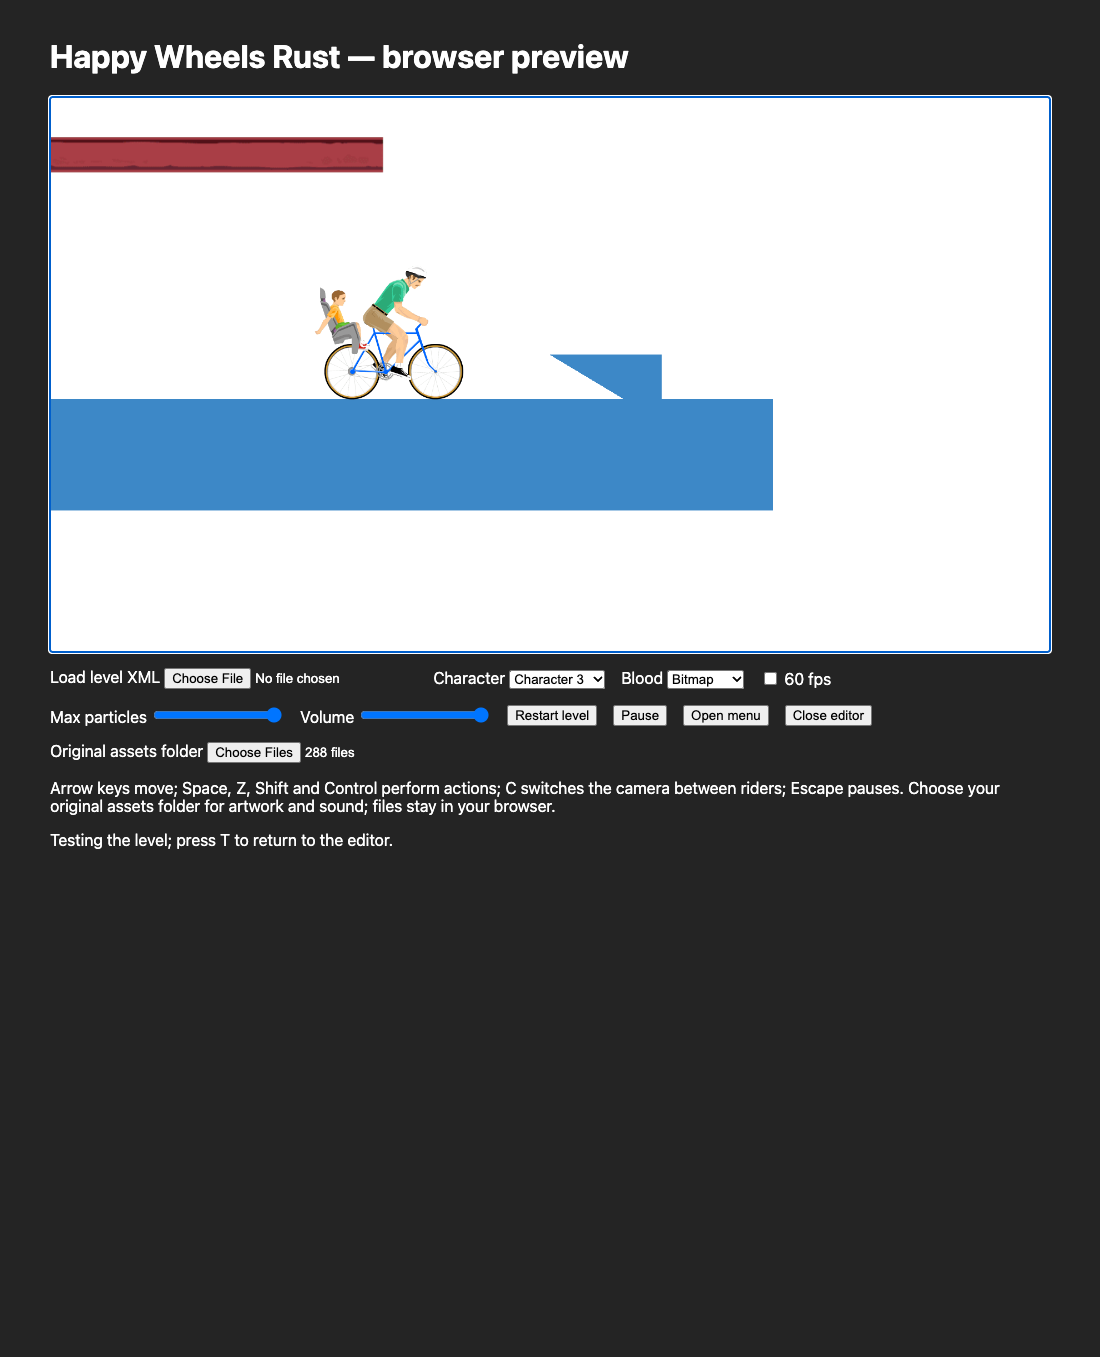 Happy Wheels Rust — browser preview
Load level XML Choose File No file chosen Character Character 3 Blood Bitmap 60 fps
Max particles Volume Restart level Pause Open menu Close editor
Original assets folder Choose Files 288 files
Arrow keys move; Space, Z, Shift and Control perform actions; C switches the camera between riders; Escape pauses. Choose your
original assets folder for artwork and sound; files stay in your browser.
Testing the level; press T to return to the editor.